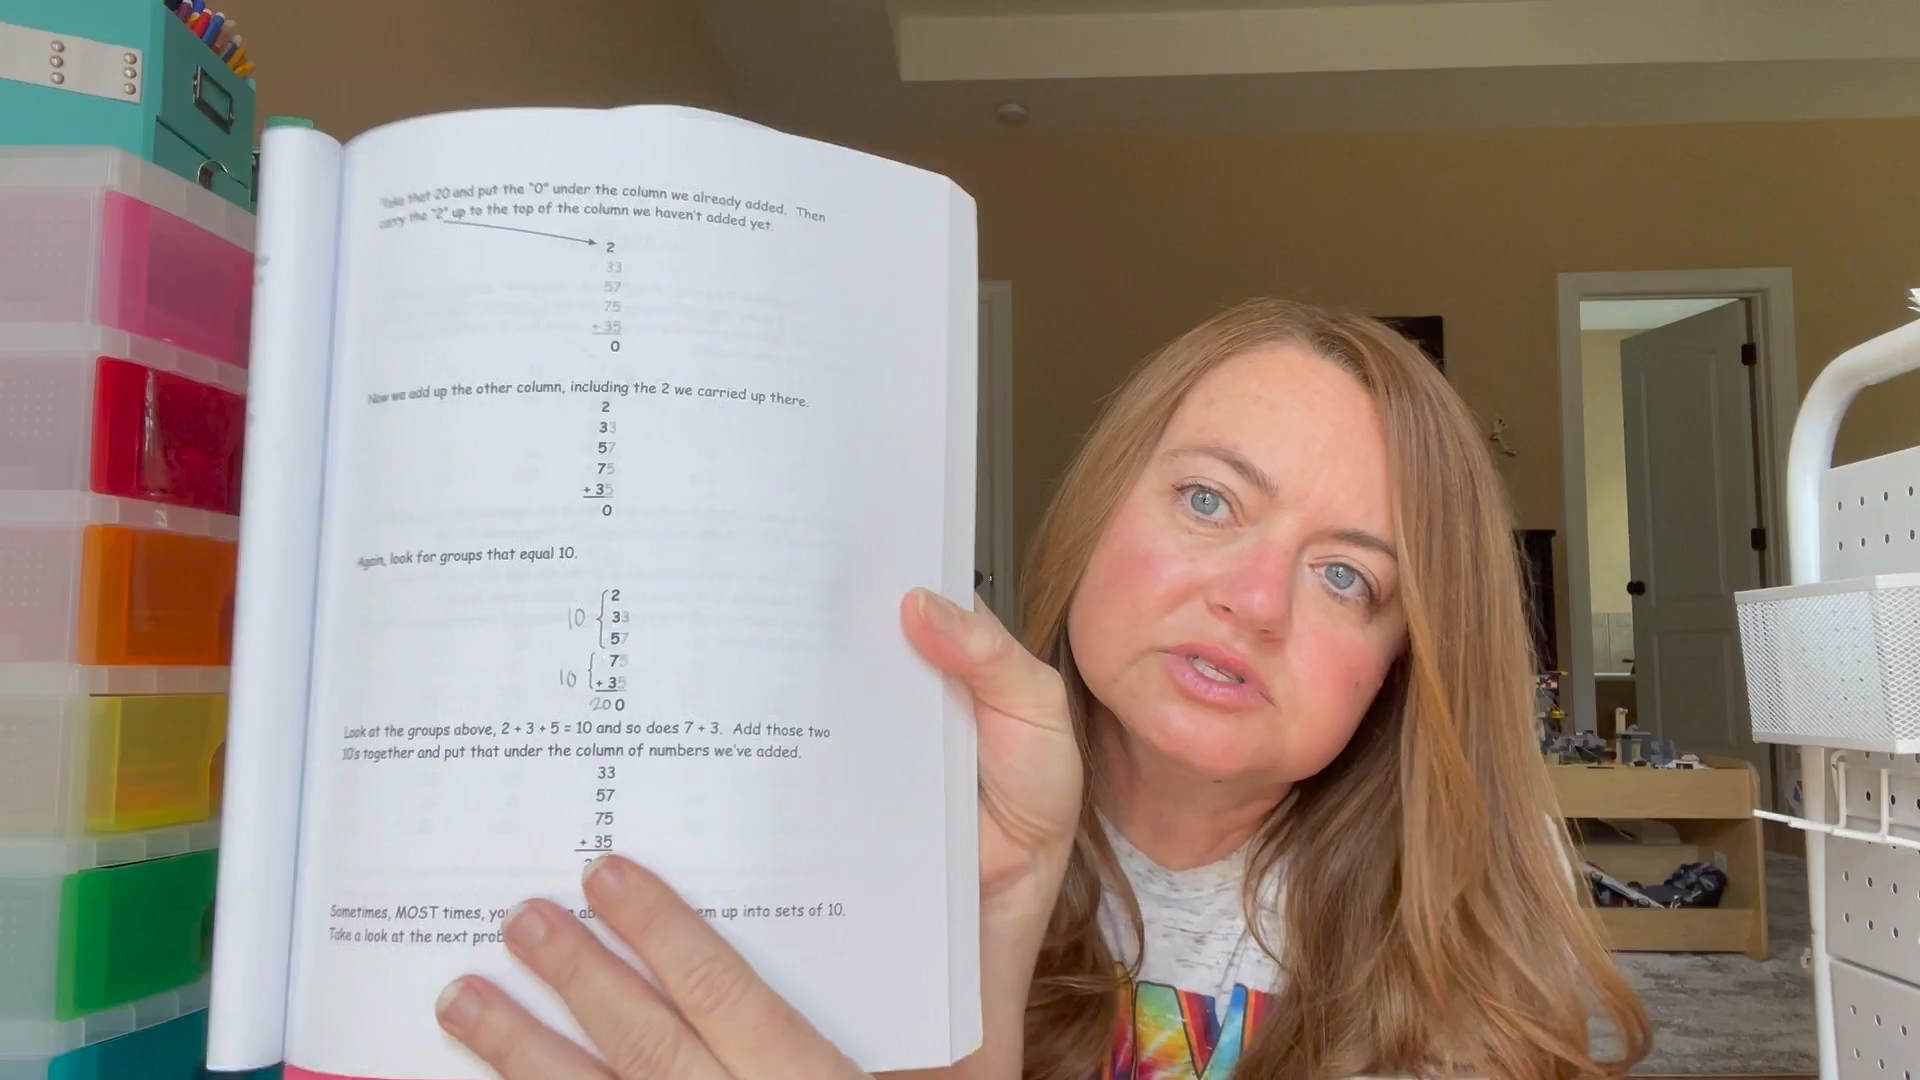 Take that 20 and put the "0" under the column we already added. Then
carry the "2" up to the top of the column we haven't added yet.
2
33
57
75
+ 35
0
Now we add up the other column, including the 2 we carried up there.
2
33
57
75
+ 35
0
Again, look for groups that equal 10.
2
10 33
57
75
10 + 35
200
Look at the groups above, 2 + 3 + 5 = 10 and so does 7 + 3. Add those two
10's together and put that under the column of numbers we've added.
33
57
75
+ 35
Sometimes, MOST times, em up into sets of 10.
Take a look at the next